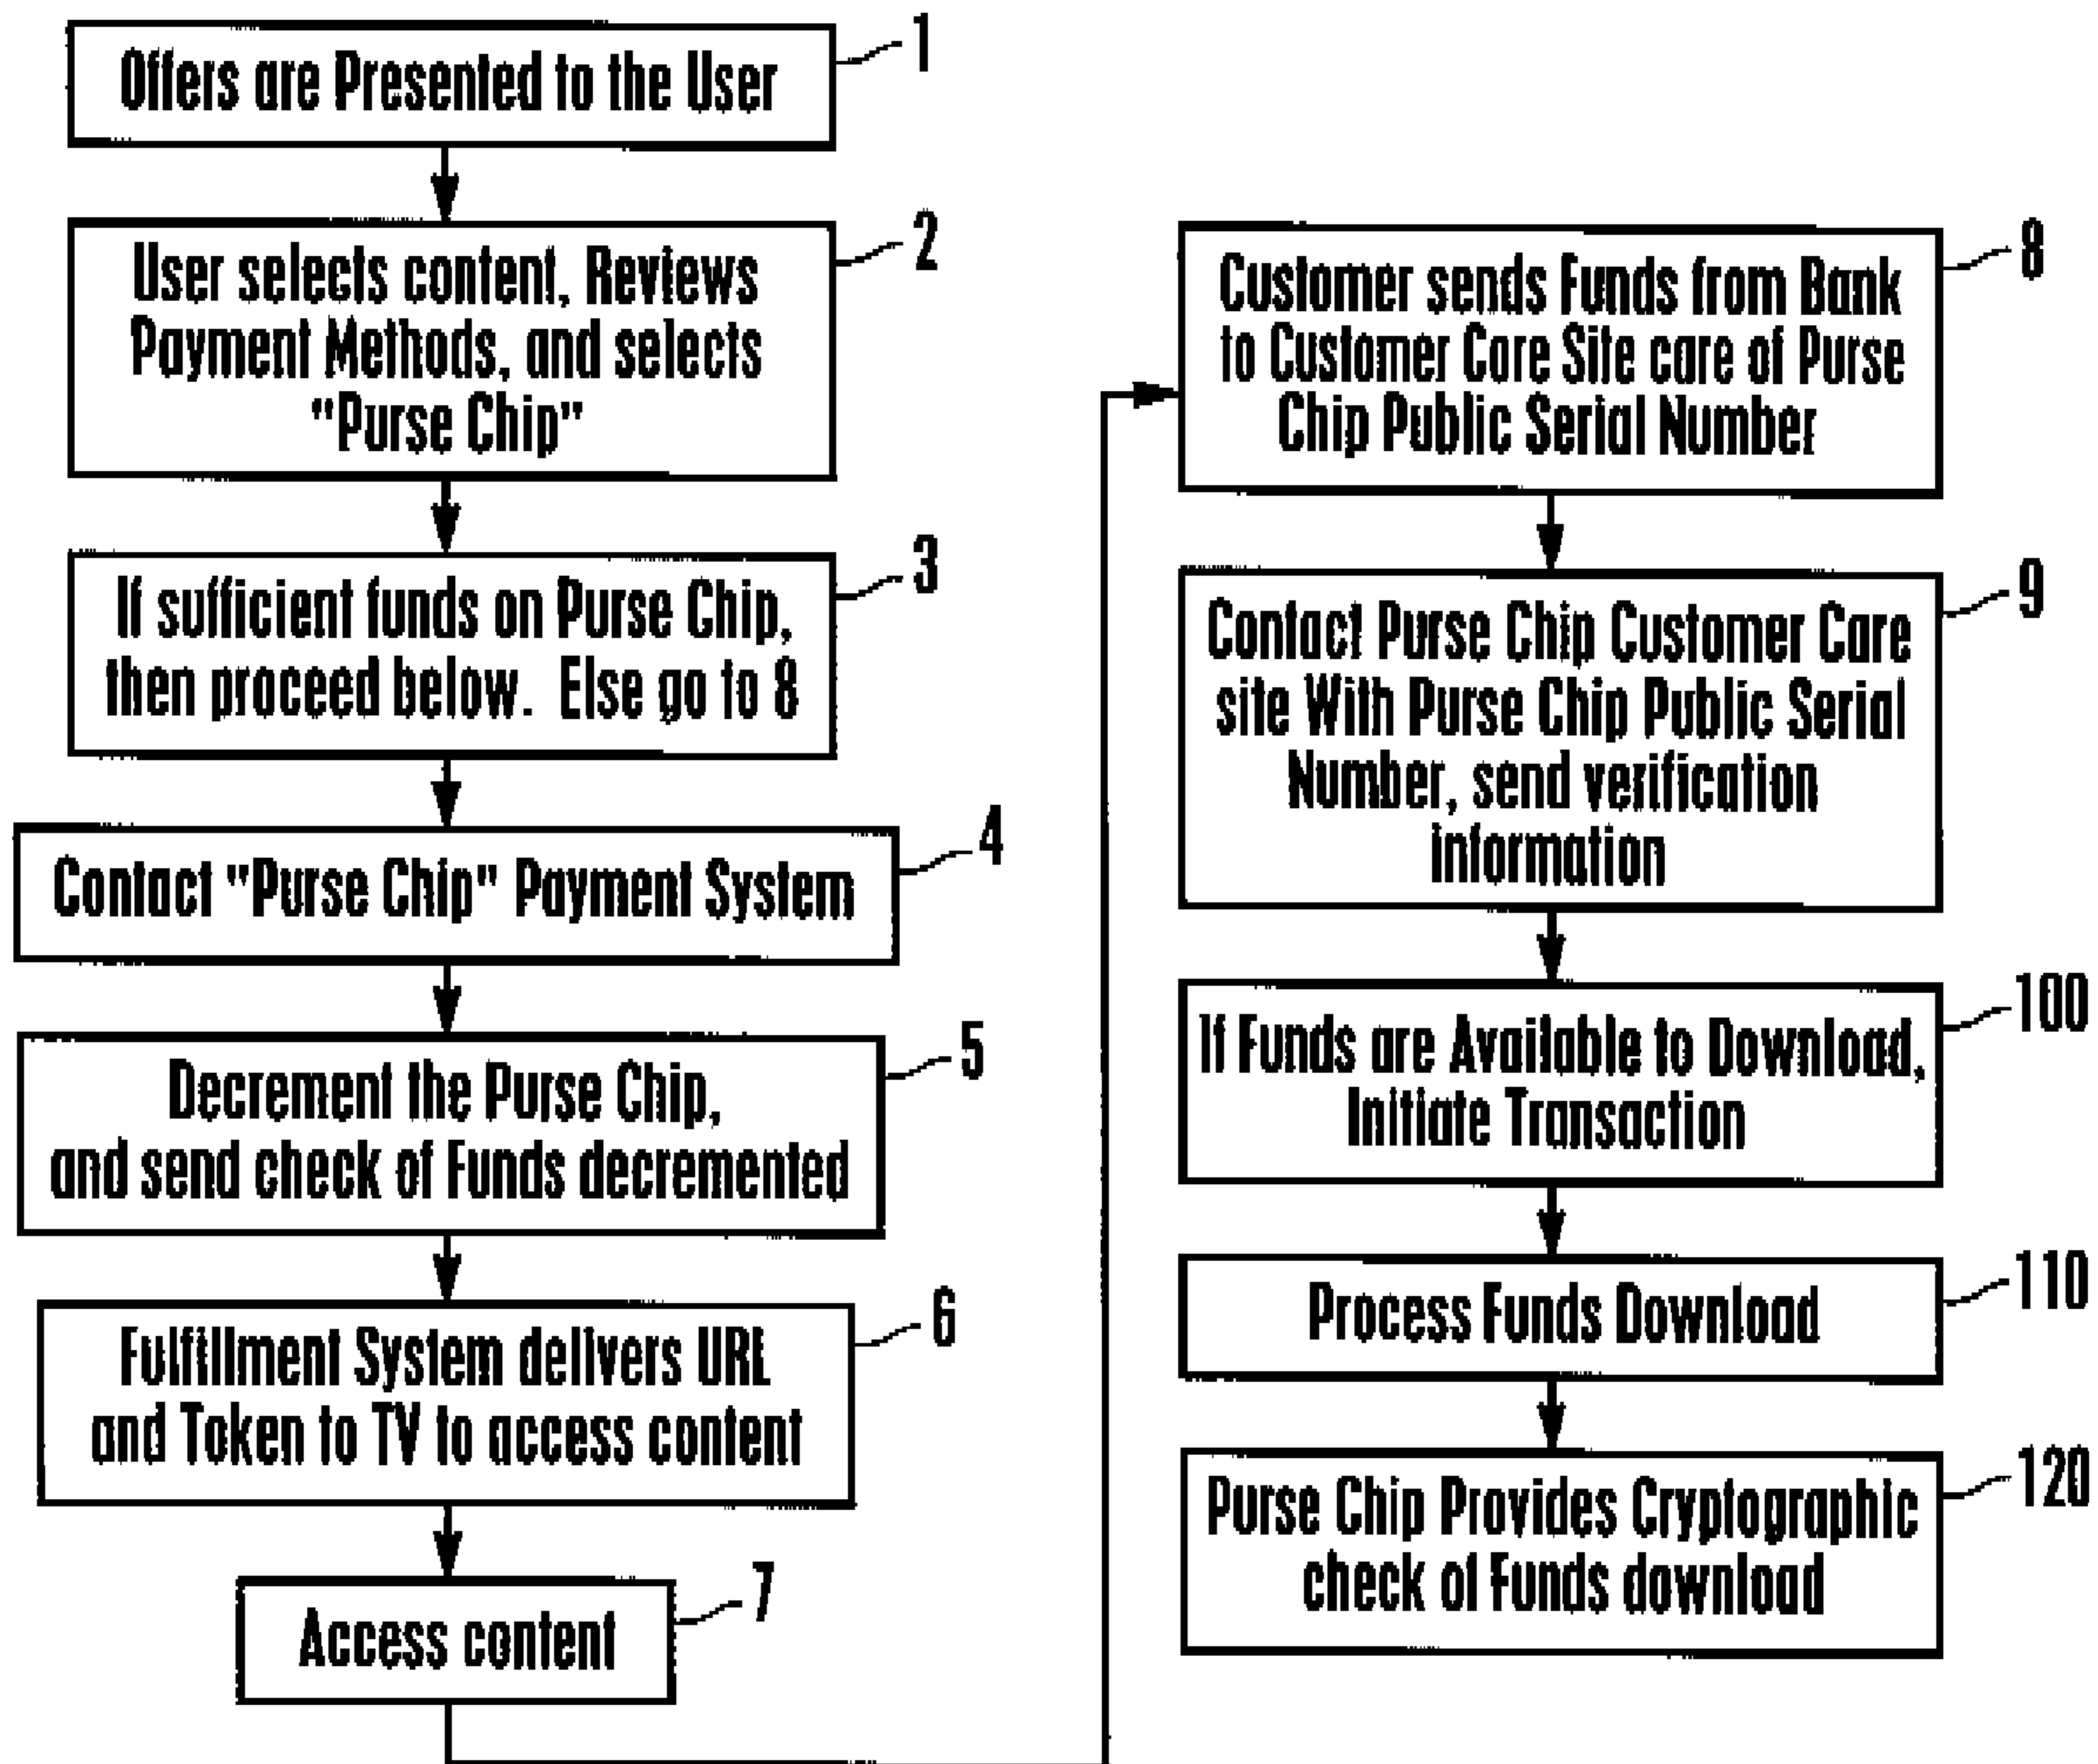 Offers are Presented to the User
1
User selects content, Reviews
Payment Methods, and selects
"Purse Chip"
2
If sufficient funds on Purse Chip,
then proceed below. Else go to 8
3
Contact "Purse Chip" Payment System
4
Decrement the Purse Chip,
and send check of Funds decremented
5
Fulfillment System delivers URL
and Token to TV to access content
6
Access content
7
Customer sends Funds from Bank
to Customer Core Site care of Purse
Chip Public Serial Number
8
Contact Purse Chip Customer Care
site With Purse Chip Public Serial
Number, send verification
information
9
If Funds are Available to Download,
Initiate Transaction
100
Process Funds Download
110
Purse Chip Provides Cryptographic
check of Funds download
120